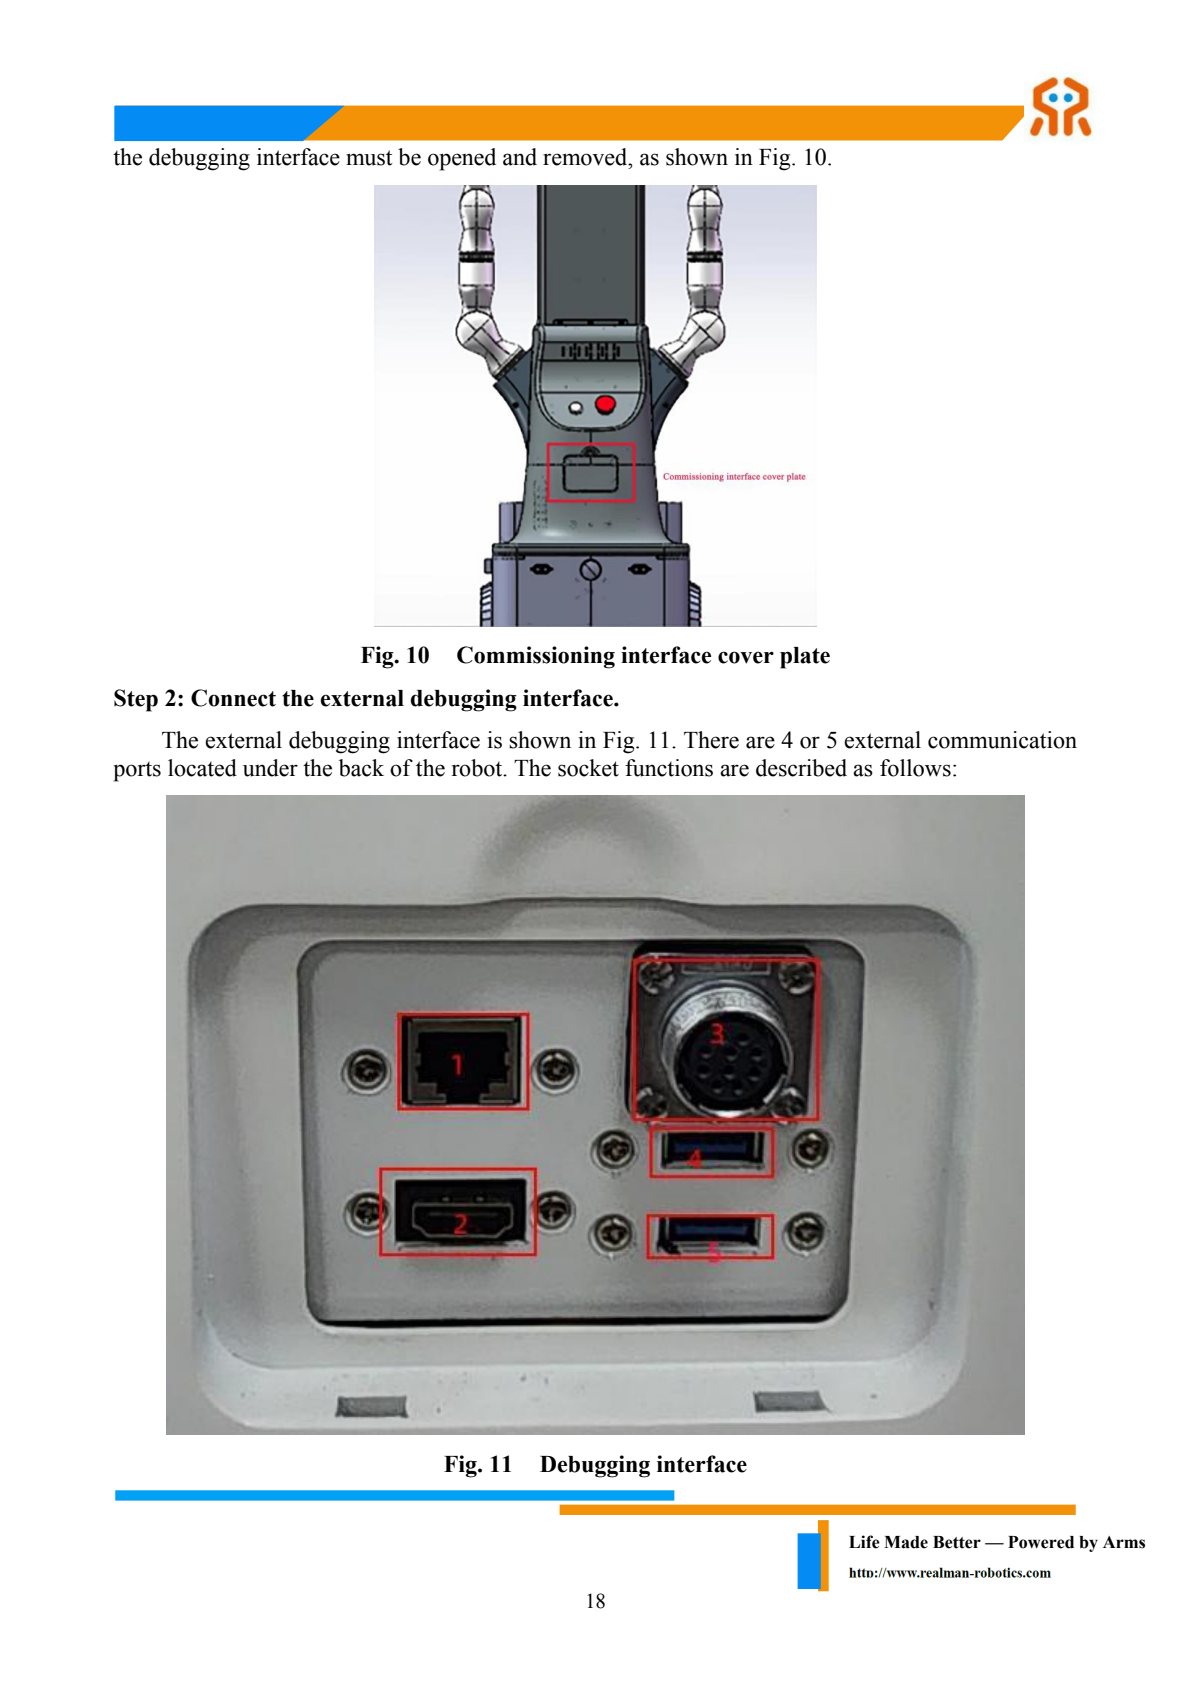 the debugging interface must be opened and removed, as shown in Fig. 10.
Commissioning interface cover plate
Fig. 10 Commissioning interface cover plate
Step 2: Connect the external debugging interface.
The external debugging interface is shown in Fig. 11. There are 4 or 5 external communication
ports located under the back of the robot. The socket functions are described as follows:
1
3
4
2
5
Fig. 11 Debugging interface
Life Made Better — Powered by Arms
http://www.realman-robotics.com
18